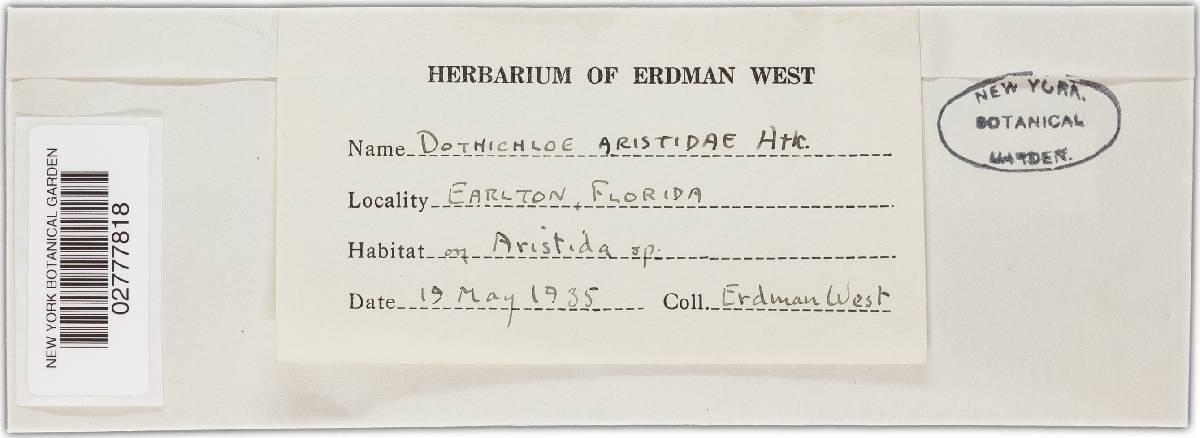 HERBARIUM OF ERDMAN WEST
Name DOTHICHLOE ARISTIDAE Atk.
Locality EARLTON, FLORIDA
Habitat on Aristida sp.
Date 19 May 1935 Coll. Erdman West
NEW YORK
BOTANICAL
GARDEN.
NEW YORK BOTANICAL GARDEN
02777818